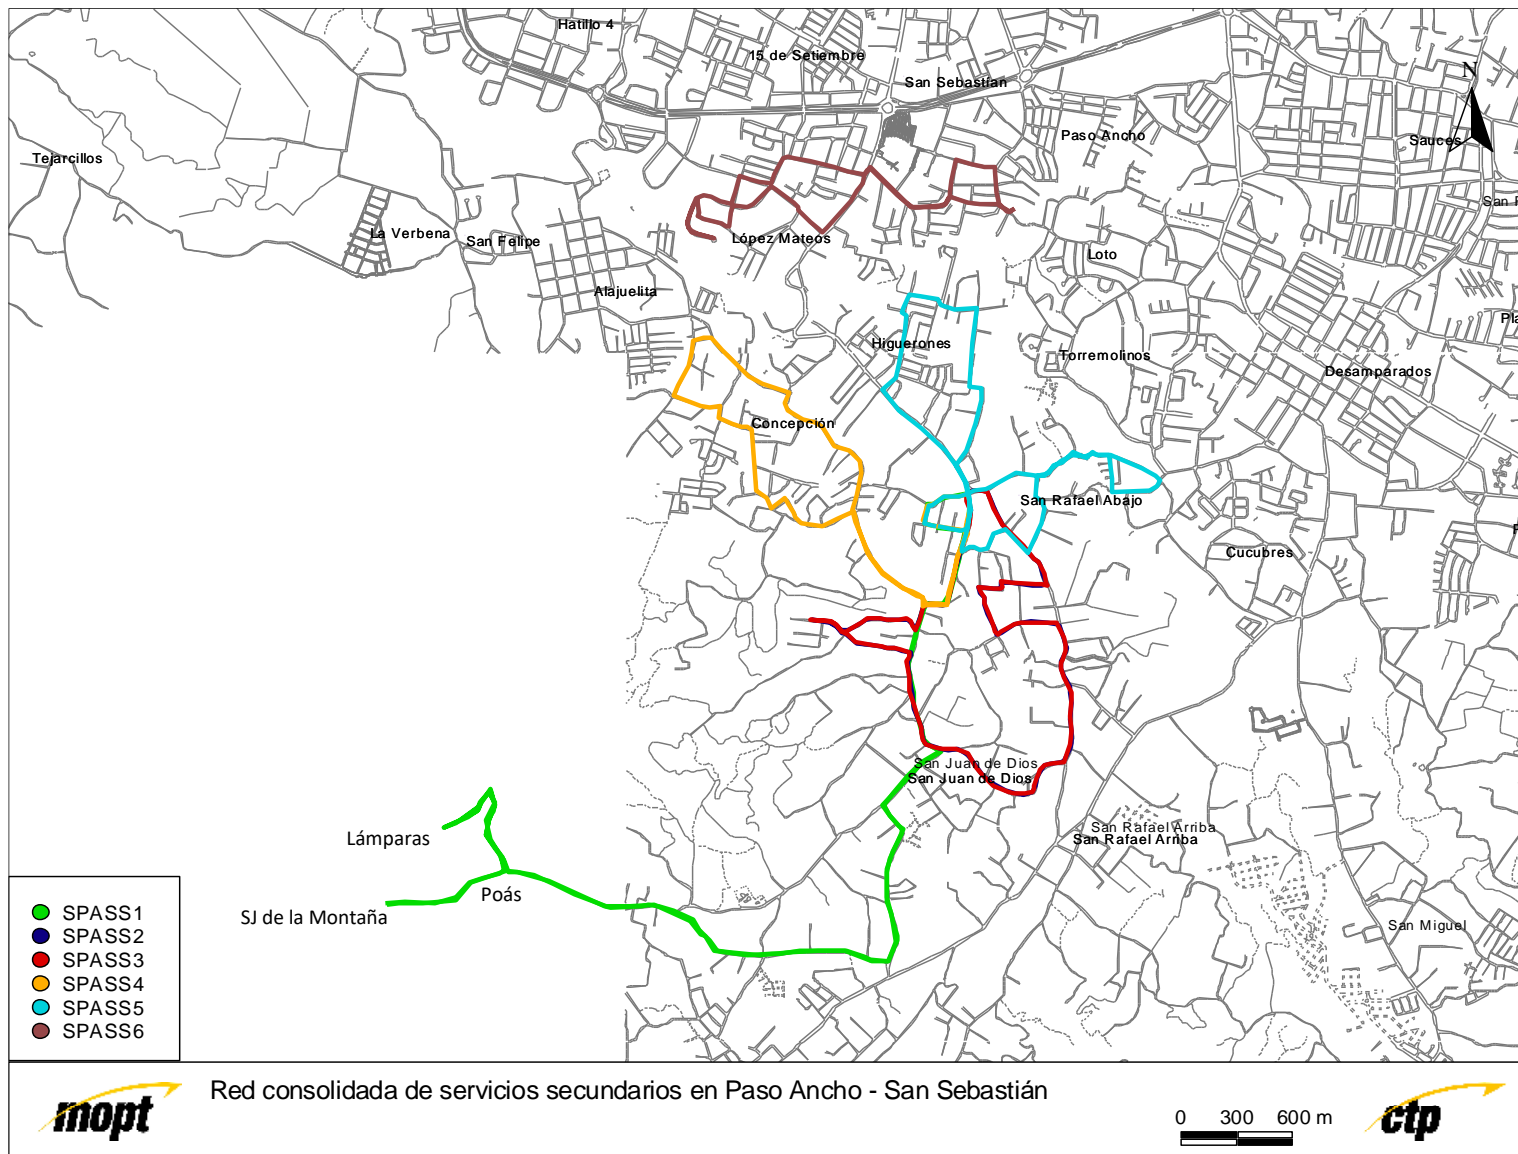 Hatillo 4
15 de Setiembre
San Sebastían
N
Paso Ancho
Sauces
Tejarcillos
San F
La Verbena
San Felipe
López Mateos
Loto
Alajuelita
Pla
Higuerones
Torremolinos
Desamparados
Concepción
San Rafael Abajo
Cucubres
San Juan de Dios
San Juan de Dios
San Rafael Arriba
San Rafael Arriba
Lámparas
Poás
SJ de la Montaña
San Miguel
SPASS1
SPASS2
SPASS3
SPASS4
SPASS5
SPASS6
mopt
Red consolidada de servicios secundarios en Paso Ancho - San Sebastián
0 300 600 m
ctp